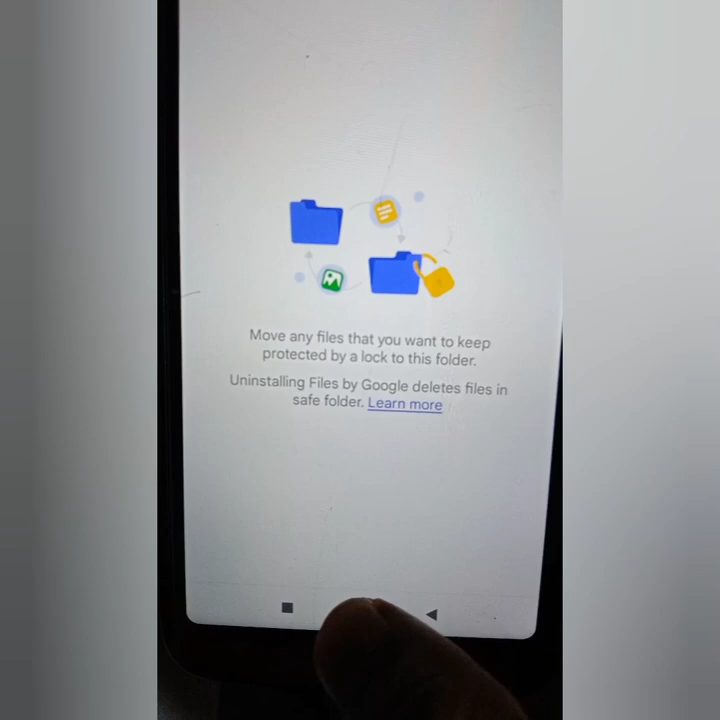 Move any files that you want to keep
protected by a lock to this folder.
Uninstalling Files by Google deletes files in
safe folder. Learn more